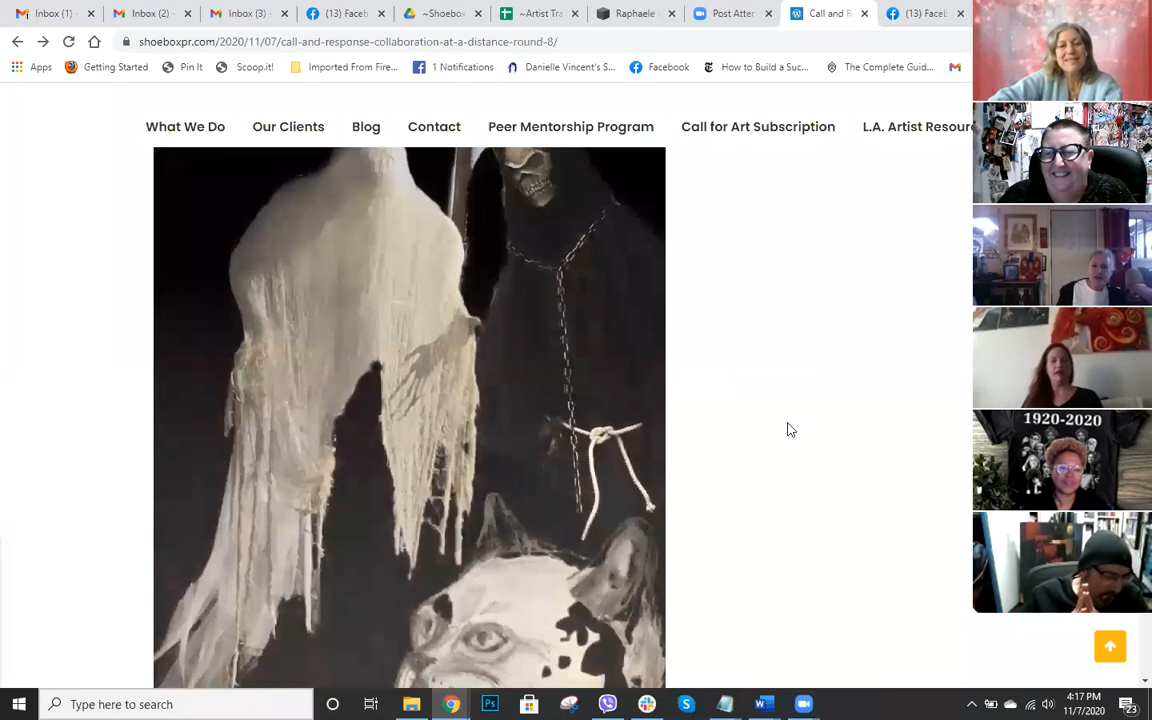 Inbox (1) -
Inbox (2) -
Inbox (3) -
(13) Faceb
~Shoebox
~Artist Tra
Raphaele
Post Atter
Call and R
(13) Faceb
shoeboxpr.com/2020/11/07/call-and-response-collaboration-at-a-distance-round-8/
Apps
Getting Started
Pin It
Scoop.it!
Imported From Fire...
1 Notifications
Danielle Vincent's S...
Facebook
How to Build a Suc...
The Complete Guid...
What We Do
Our Clients
Blog
Contact
Peer Mentorship Program
Call for Art Subscription
L.A. Artist Resour
1920-2020
Type here to search
Ps
4:17 PM
11/7/2020
23